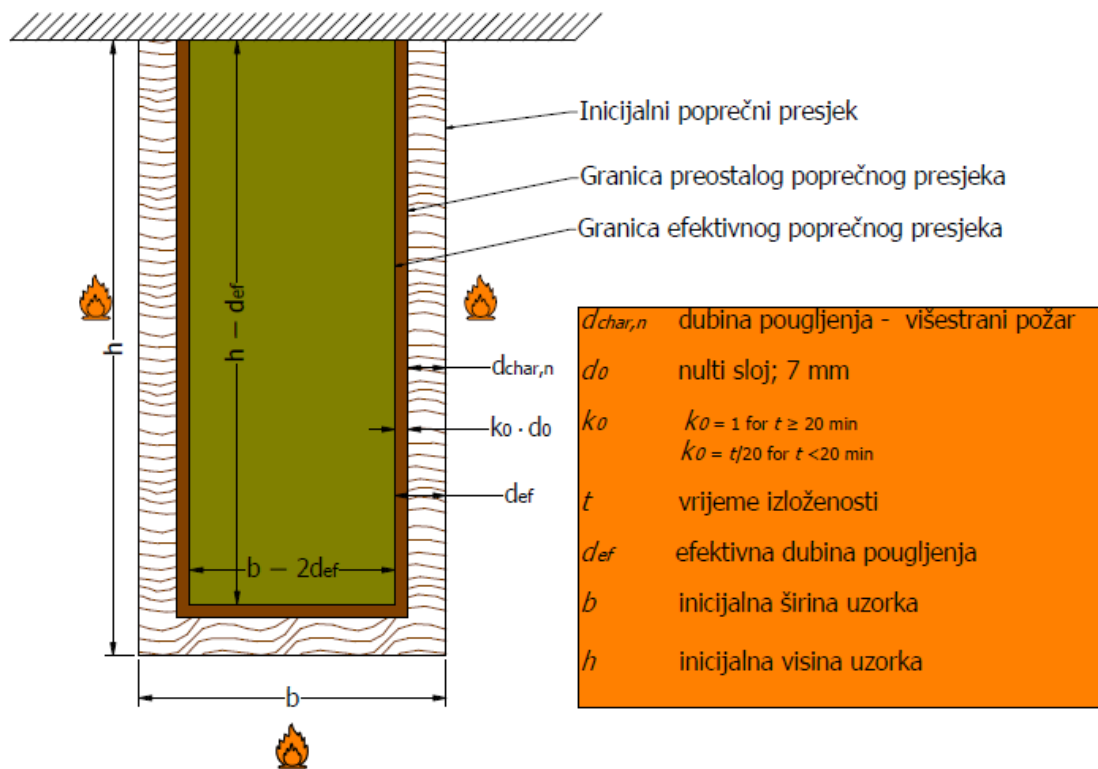 Inicijalni poprečni presjek
Granica preostalog poprečnog presjeka
Granica efektivnog poprečnog presjeka
h
h − def
dchar,n
k0 · d0
def
b − 2def
b
dchar,n dubina pougljenja - višestrani požar
d0 nulti sloj; 7 mm
k0 k0 = 1 for t ≥ 20 min
k0 = t/20 for t <20 min
t vrijeme izloženosti
def efektivna dubina pougljenja
b inicijalna širina uzorka
h inicijalna visina uzorka